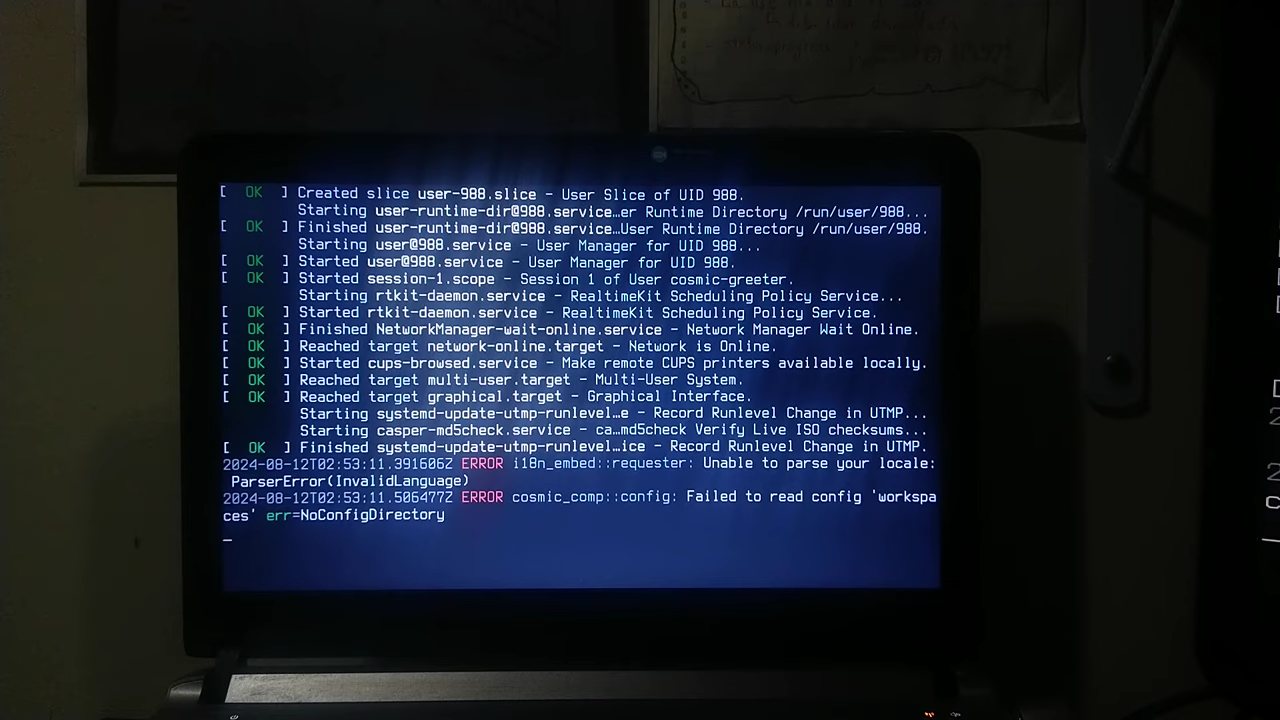 [  OK  ] Created slice user-988.slice - User Slice of UID 988.
Starting user-runtime-dir@988.service…er Runtime Directory /run/user/988...
[  OK  ] Finished user-runtime-dir@988.service…User Runtime Directory /run/user/988.
Starting user@988.service - User Manager for UID 988...
[  OK  ] Started user@988.service - User Manager for UID 988.
[  OK  ] Started session-1.scope - Session 1 of User cosmic-greeter.
Starting rtkit-daemon.service - RealtimeKit Scheduling Policy Service...
[  OK  ] Started rtkit-daemon.service - RealtimeKit Scheduling Policy Service.
[  OK  ] Finished NetworkManager-wait-online.service - Network Manager Wait Online.
[  OK  ] Reached target network-online.target - Network is Online.
[  OK  ] Started cups-browsed.service - Make remote CUPS printers available locally.
[  OK  ] Reached target multi-user.target - Multi-User System.
[  OK  ] Reached target graphical.target - Graphical Interface.
Starting systemd-update-utmp-runlevel…e - Record Runlevel Change in UTMP...
Starting casper-md5check.service - ca…md5check Verify Live ISO checksums...
[  OK  ] Finished systemd-update-utmp-runlevel…ice - Record Runlevel Change in UTMP.
2024-08-12T02:53:11.391606Z ERROR i18n_embed::requester: Unable to parse your locale:
ParserError(InvalidLanguage)
2024-08-12T02:53:11.506477Z ERROR cosmic_comp::config: Failed to read config 'workspa
ces' err=NoConfigDirectory